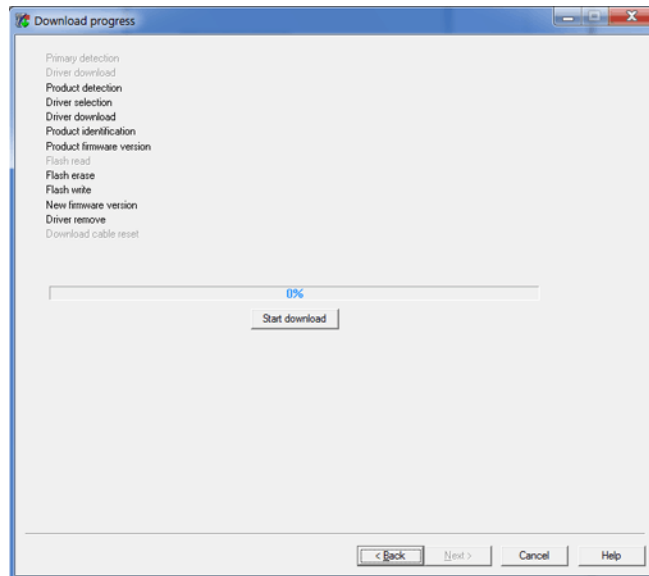 Download progress
Primary detection
Driver download
Product detection
Driver selection
Driver download
Product identification
Product firmware version
Flash read
Flash erase
Flash write
New firmware version
Driver remove
Download cable reset
0%
Start download
< Back Next > Cancel Help